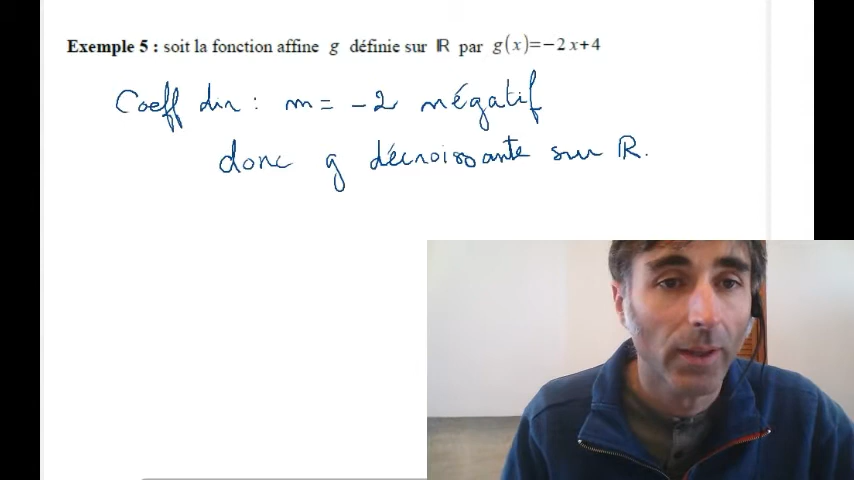 Exemple 5 : soit la fonction affine g définie sur ℝ par g(x)=−2x+4
Coeff dir : m = -2 négatif
donc g décroissante sur ℝ.